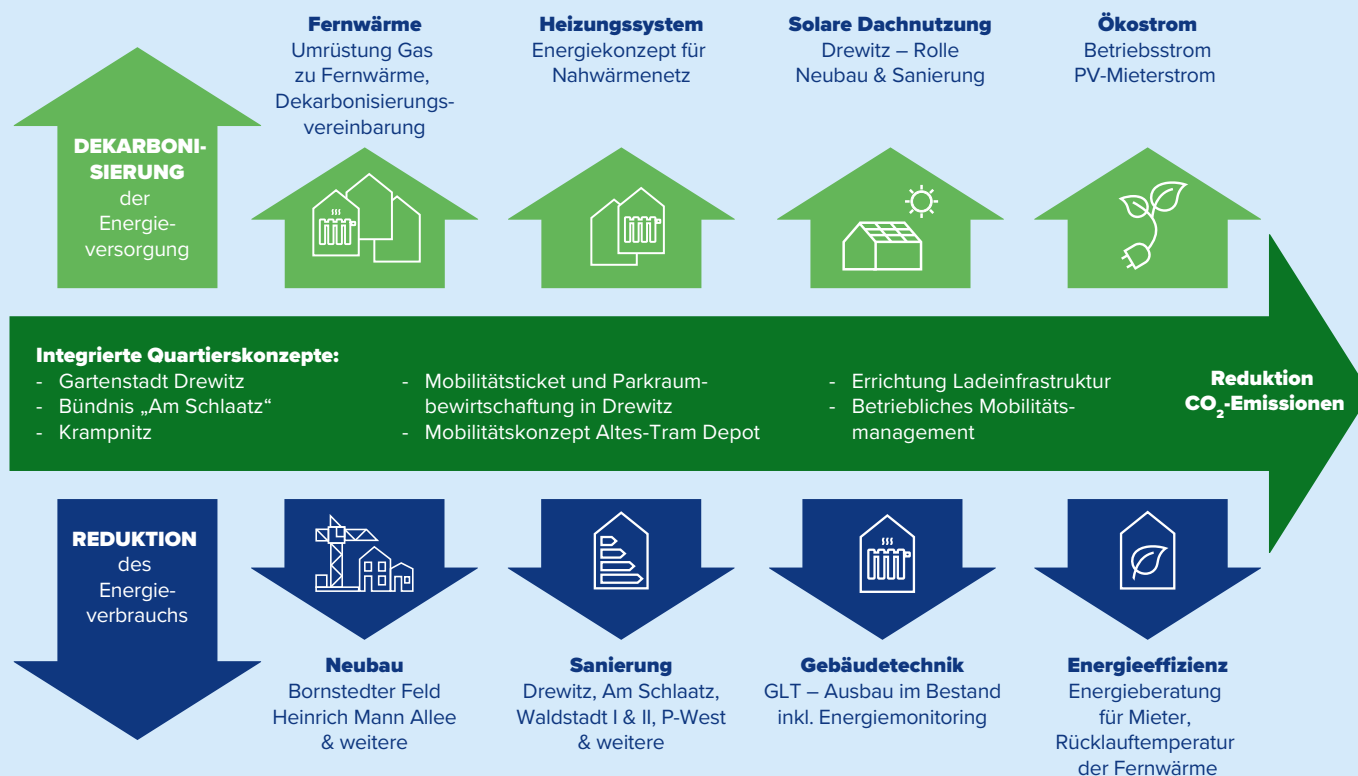 Fernwärme
Umrüstung Gas
zu Fernwärme,
Dekarbonisierungs-
vereinbarung
Heizungssystem
Energiekonzept für
Nahwärmenetz
Solare Dachnutzung
Drewitz – Rolle
Neubau & Sanierung
Ökostrom
Betriebsstrom
PV-Mieterstrom
DEKARBONI-
SIERUNG
der
Energie-
versorgung
Integrierte Quartierskonzepte:
- Gartenstadt Drewitz
- Bündnis „Am Schlaatz“
- Krampnitz
- Mobilitätsticket und Parkraum-
bewirtschaftung in Drewitz
- Mobilitätskonzept Altes-Tram Depot
- Errichtung Ladeinfrastruktur
- Betriebliches Mobilitäts-
management
Reduktion
CO₂-Emissionen
REDUKTION
des
Energie-
verbrauchs
Neubau
Bornstedter Feld
Heinrich Mann Allee
& weitere
Sanierung
Drewitz, Am Schlaatz,
Waldstadt I & II, P-West
& weitere
Gebäudetechnik
GLT – Ausbau im Bestand
inkl. Energiemonitoring
Energieeffizienz
Energieberatung
für Mieter,
Rücklauftemperatur
der Fernwärme